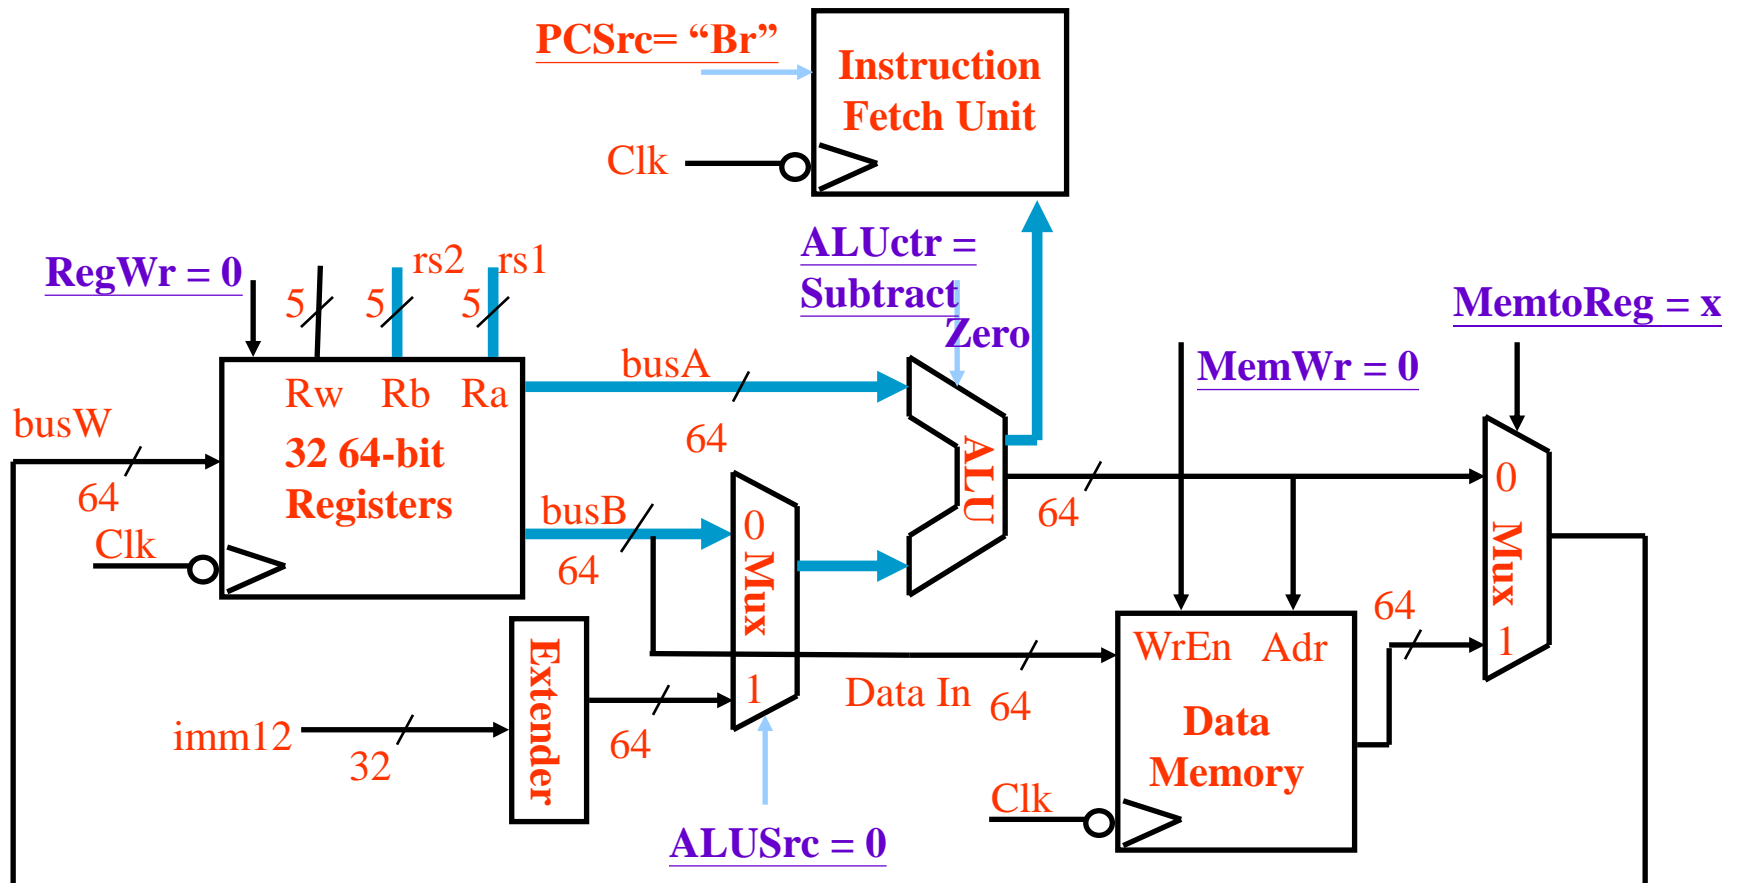 PCSrc= “Br”
Instruction
Fetch Unit
Clk
ALUctr =
Subtract
Zero
RegWr = 0
rs2
rs1
5
5
5
MemtoReg = x
MemWr = 0
busW
64
Rw
Rb
Ra
32 64-bit
Registers
Clk
busA
64
busB
64
0
Mux
1
ALU
64
0
Mux
1
64
Extender
imm12
32
64
ALUSrc = 0
Data In
64
WrEn
Adr
Data
Memory
Clk